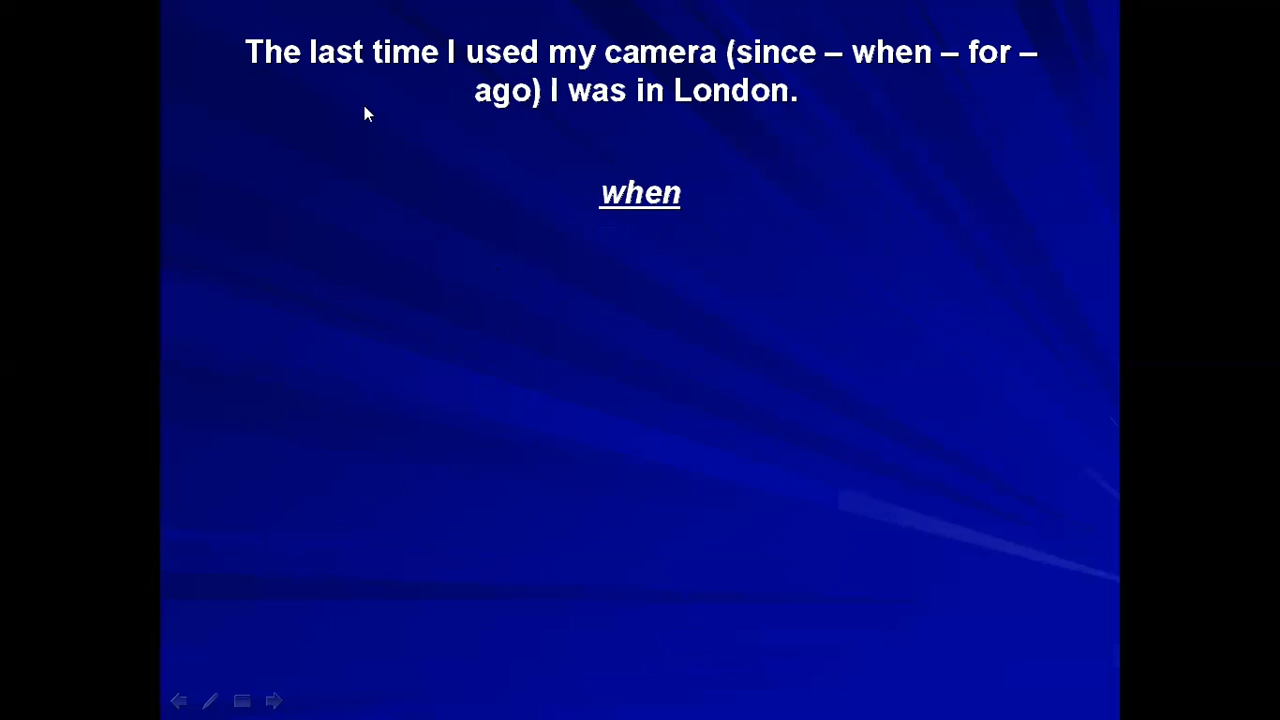 The last time I used my camera (since – when – for –
ago) I was in London.
when